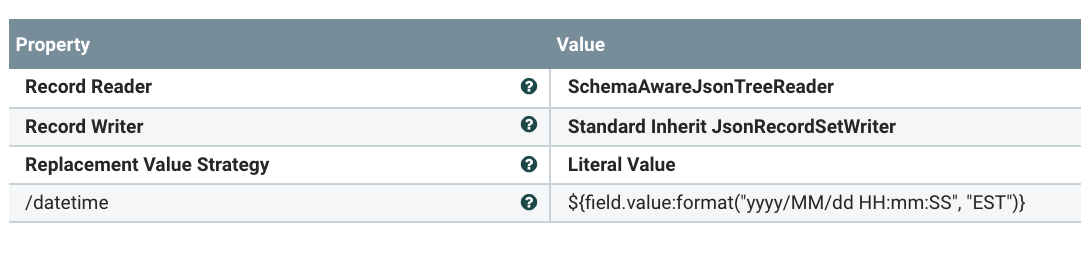 Property Value
Record Reader ? SchemaAwareJsonTreeReader
Record Writer ? Standard Inherit JsonRecordSetWriter
Replacement Value Strategy ? Literal Value
/datetime ? ${field.value:format("yyyy/MM/dd HH:mm:SS", "EST")}